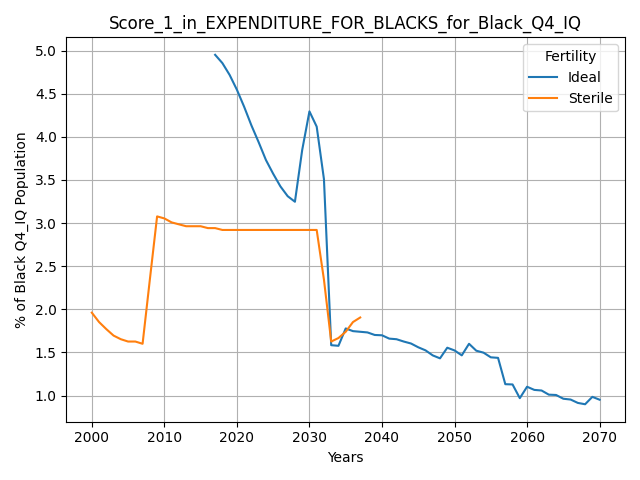 Score_1_in_EXPENDITURE_FOR_BLACKS_for_Black_Q4_IQ
Fertility
Ideal
Sterile
% of Black Q4_IQ Population
5.0
4.5
4.0
3.5
3.0
2.5
2.0
1.5
1.0
2000 2010 2020 2030 2040 2050 2060 2070
Years